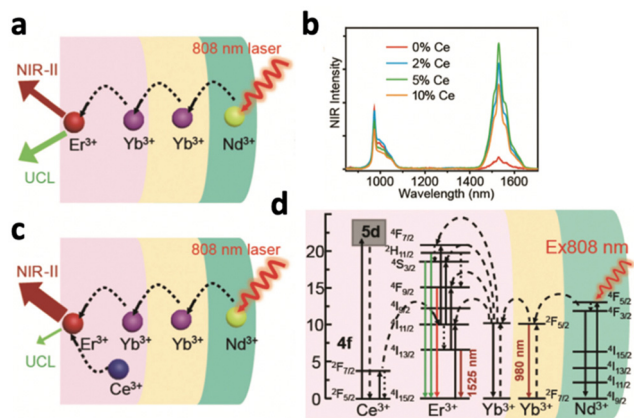 a
808 nm laser
NIR-II
Er³⁺
Yb³⁺
Yb³⁺
Nd³⁺
UCL
b
NIR Intensity
0% Ce
2% Ce
5% Ce
10% Ce
1000
1200
1400
1600
Wavelength (nm)
c
808 nm laser
NIR-II
Er³⁺
Yb³⁺
Yb³⁺
Nd³⁺
UCL
Ce³⁺
d
25
20
15
10
5
0
5d
4f
²F₇/₂
²F₅/₂
Ce³⁺
⁴F₇/₂
²H₁₁/₂
⁴S₃/₂
⁴F₉/₂
⁴I₉/₂
⁴I₁₁/₂
⁴I₁₃/₂
⁴I₁₅/₂
1525 nm
Er³⁺
Yb³⁺
²F₅/₂
980 nm
²F₇/₂
Yb³⁺
Ex808 nm
⁴F₅/₂
⁴F₃/₂
⁴I₁₅/₂
⁴I₁₃/₂
⁴I₁₁/₂
⁴I₉/₂
Nd³⁺